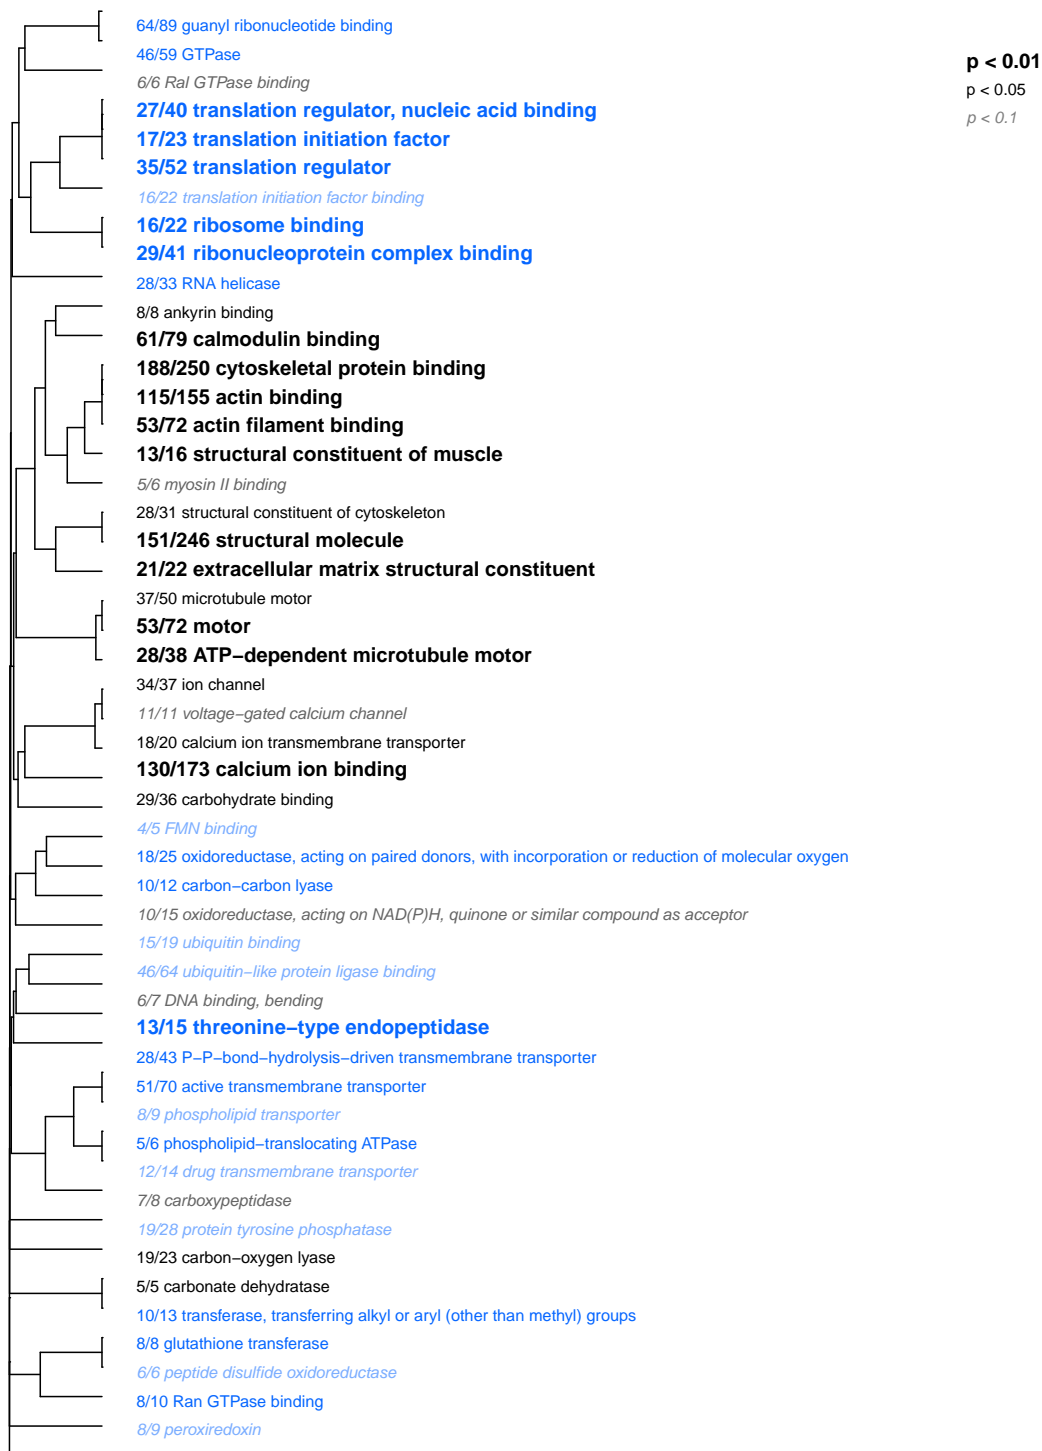 64/89 guanyl ribonucleotide binding
46/59 GTPase
6/6 Ral GTPase binding
27/40 translation regulator, nucleic acid binding
17/23 translation initiation factor
35/52 translation regulator
16/22 translation initiation factor binding
16/22 ribosome binding
29/41 ribonucleoprotein complex binding
28/33 RNA helicase
8/8 ankyrin binding
61/79 calmodulin binding
188/250 cytoskeletal protein binding
115/155 actin binding
53/72 actin filament binding
13/16 structural constituent of muscle
5/6 myosin II binding
28/31 structural constituent of cytoskeleton
151/246 structural molecule
21/22 extracellular matrix structural constituent
37/50 microtubule motor
53/72 motor
28/38 ATP−dependent microtubule motor
34/37 ion channel
11/11 voltage−gated calcium channel
18/20 calcium ion transmembrane transporter
130/173 calcium ion binding
29/36 carbohydrate binding
4/5 FMN binding
18/25 oxidoreductase, acting on paired donors, with incorporation or reduction of molecular oxygen
10/12 carbon−carbon lyase
10/15 oxidoreductase, acting on NAD(P)H, quinone or similar compound as acceptor
15/19 ubiquitin binding
46/64 ubiquitin−like protein ligase binding
6/7 DNA binding, bending
13/15 threonine−type endopeptidase
28/43 P−P−bond−hydrolysis−driven transmembrane transporter
51/70 active transmembrane transporter
8/9 phospholipid transporter
5/6 phospholipid−translocating ATPase
12/14 drug transmembrane transporter
7/8 carboxypeptidase
19/28 protein tyrosine phosphatase
19/23 carbon−oxygen lyase
5/5 carbonate dehydratase
10/13 transferase, transferring alkyl or aryl (other than methyl) groups
8/8 glutathione transferase
6/6 peptide disulfide oxidoreductase
8/10 Ran GTPase binding
8/9 peroxiredoxin
p < 0.01
p < 0.05
p < 0.1